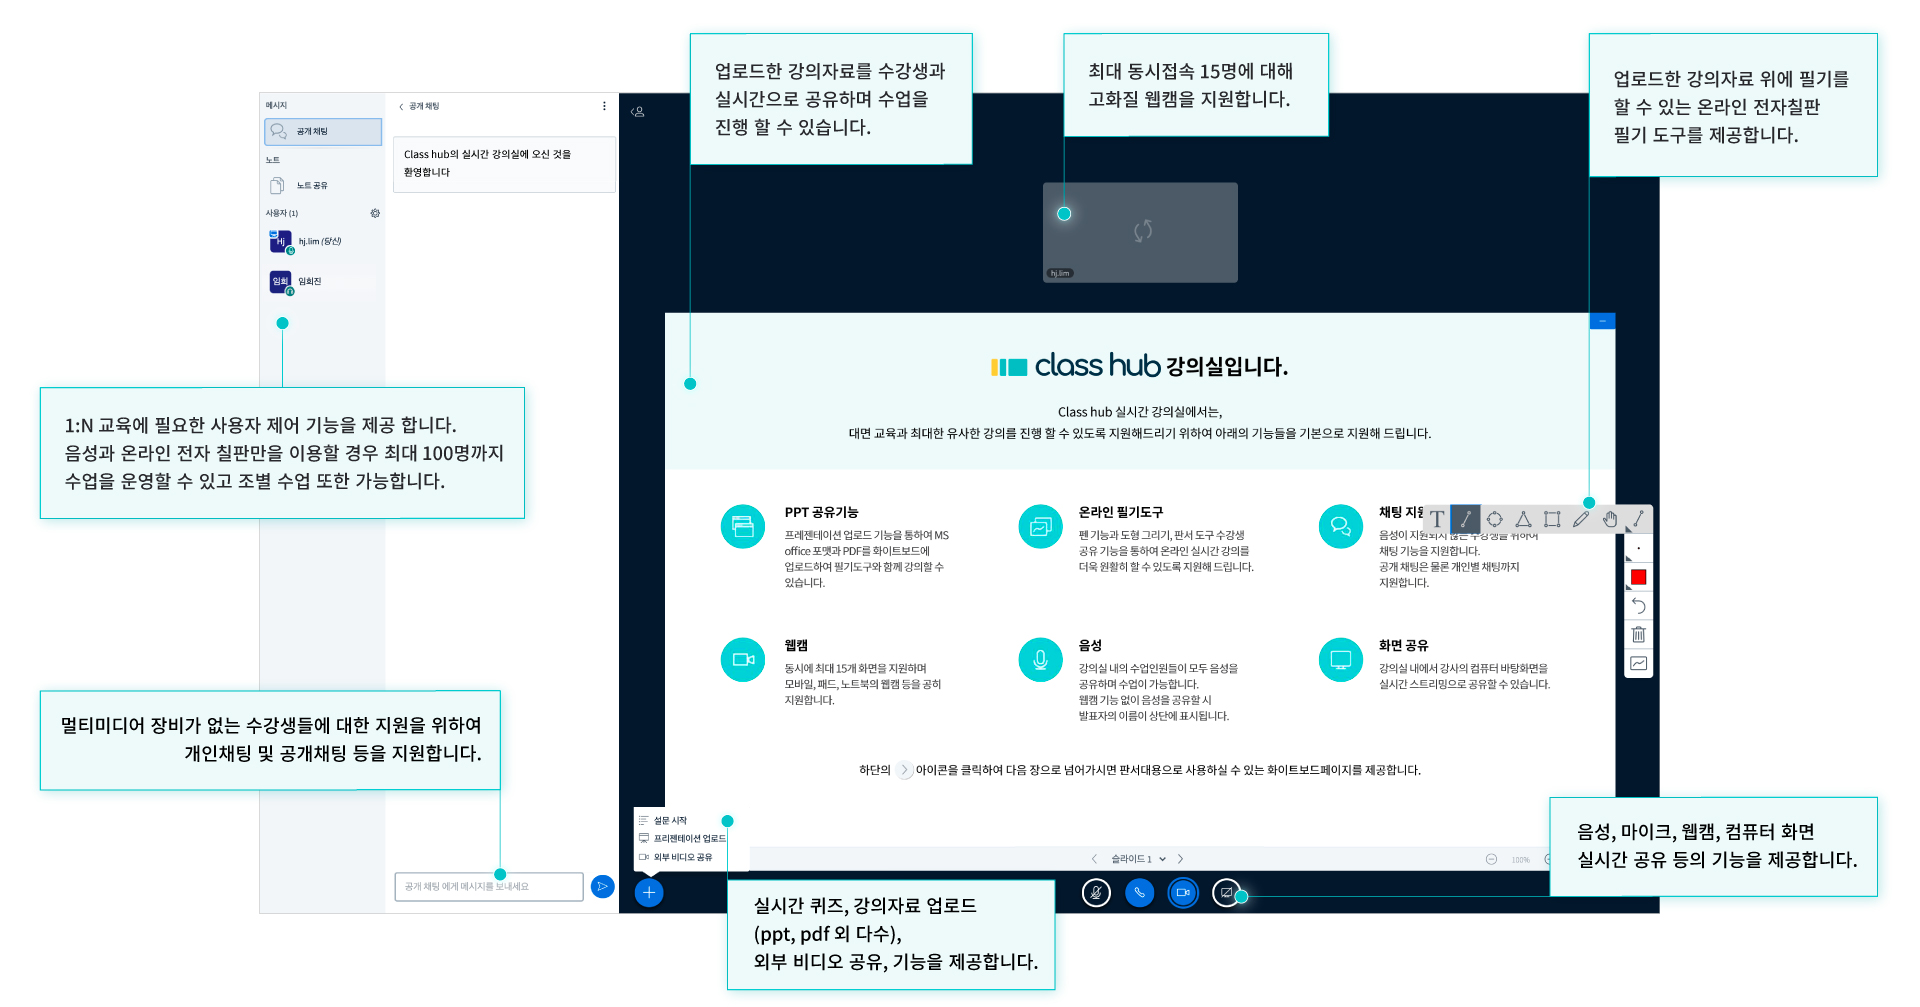 업로드한 강의자료를 수강생과
실시간으로 공유하며 수업을
진행 할 수 있습니다.
최대 동시접속 15명에 대해
고화질 웹캠을 지원합니다.
업로드한 강의자료 위에 필기를
할 수 있는 온라인 전자칠판
필기 도구를 제공합니다.
메시지
공개 채팅
노트
노트 공유
사용자 (1)
Hj
hj.lim (당신)
임희
임희진
공개 채팅
Class hub의 실시간 강의실에 오신 것을
환영합니다
hj.lim
1:N 교육에 필요한 사용자 제어 기능을 제공 합니다.
음성과 온라인 전자 칠판만을 이용할 경우 최대 100명까지
수업을 운영할 수 있고 조별 수업 또한 가능합니다.
class hub 강의실입니다.
Class hub 실시간 강의실에서는,
대면 교육과 최대한 유사한 강의를 진행 할 수 있도록 지원해드리기 위하여 아래의 기능들을 기본으로 지원해 드립니다.
PPT 공유기능
프레젠테이션 업로드 기능을 통하여 MS
office 포맷과 PDF를 화이트보드에
업로드하여 필기도구와 함께 강의할 수
있습니다.
온라인 필기도구
펜 기능과 도형 그리기, 판서 도구 수강생
공유 기능을 통하여 온라인 실시간 강의를
더욱 원활히 할 수 있도록 지원해 드립니다.
채팅 지원
T
음성이 지원되지 않는 수강생을 위하여
채팅 기능을 지원합니다.
공개 채팅은 물론 개인별 채팅까지
지원합니다.
웹캠
동시에 최대 15개 화면을 지원하며
모바일, 패드, 노트북의 웹캠 등을 공히
지원합니다.
음성
강의실 내의 수업인원들이 모두 음성을
공유하며 수업이 가능합니다.
웹캠 기능 없이 음성을 공유할 시
발표자의 이름이 상단에 표시됩니다.
화면 공유
강의실 내에서 강사의 컴퓨터 바탕화면을
실시간 스트리밍으로 공유할 수 있습니다.
하단의 아이콘을 클릭하여 다음 장으로 넘어가시면 판서대용으로 사용하실 수 있는 화이트보드페이지를 제공합니다.
멀티미디어 장비가 없는 수강생들에 대한 지원을 위하여
개인채팅 및 공개채팅 등을 지원합니다.
설문 시작
프리젠테이션 업로드
외부 비디오 공유
슬라이드 1
100%
공개 채팅 에게 메시지를 보내세요
실시간 퀴즈, 강의자료 업로드
(ppt, pdf 외 다수),
외부 비디오 공유, 기능을 제공합니다.
음성, 마이크, 웹캠, 컴퓨터 화면
실시간 공유 등의 기능을 제공합니다.